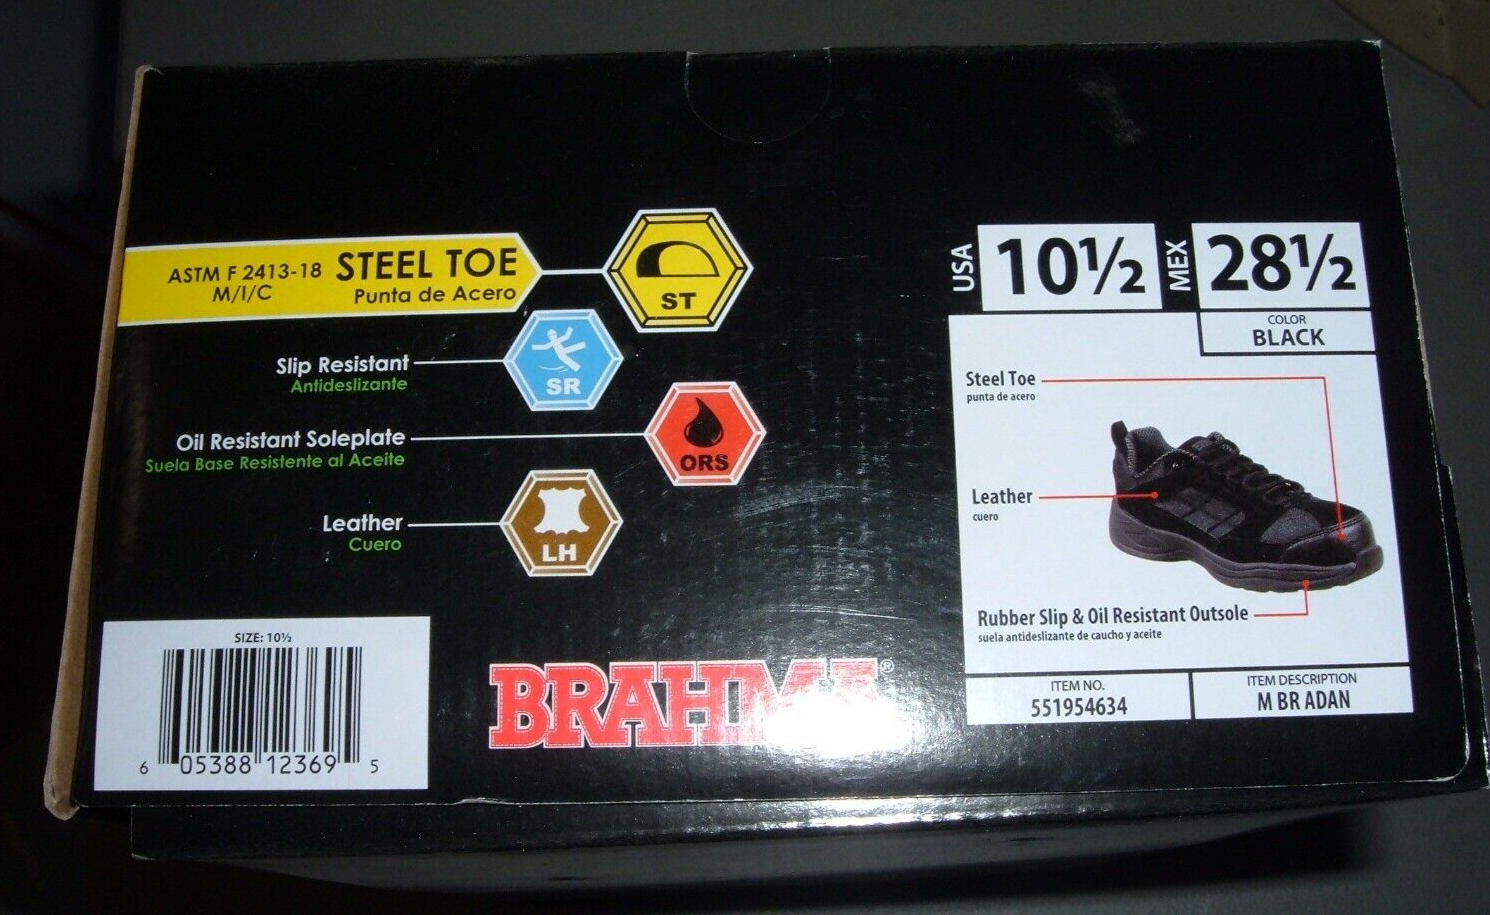 ASTM F 2413-18 STEEL TOE
M/I/C Punta de Acero
ST
Slip Resistant
Antideslizante
SR
Oil Resistant Soleplate
Suela Base Resistente al Aceite
ORS
Leather
Cuero
LH
SIZE: 10½
6 05388 12369 5
BRAHMA®
USA 10½ MEX 28½
COLOR
BLACK
Steel Toe
punta de acero
Leather
cuero
Rubber Slip & Oil Resistant Outsole
suela antideslizante de caucho y aceite
ITEM NO.
551954634
ITEM DESCRIPTION
M BR ADAN